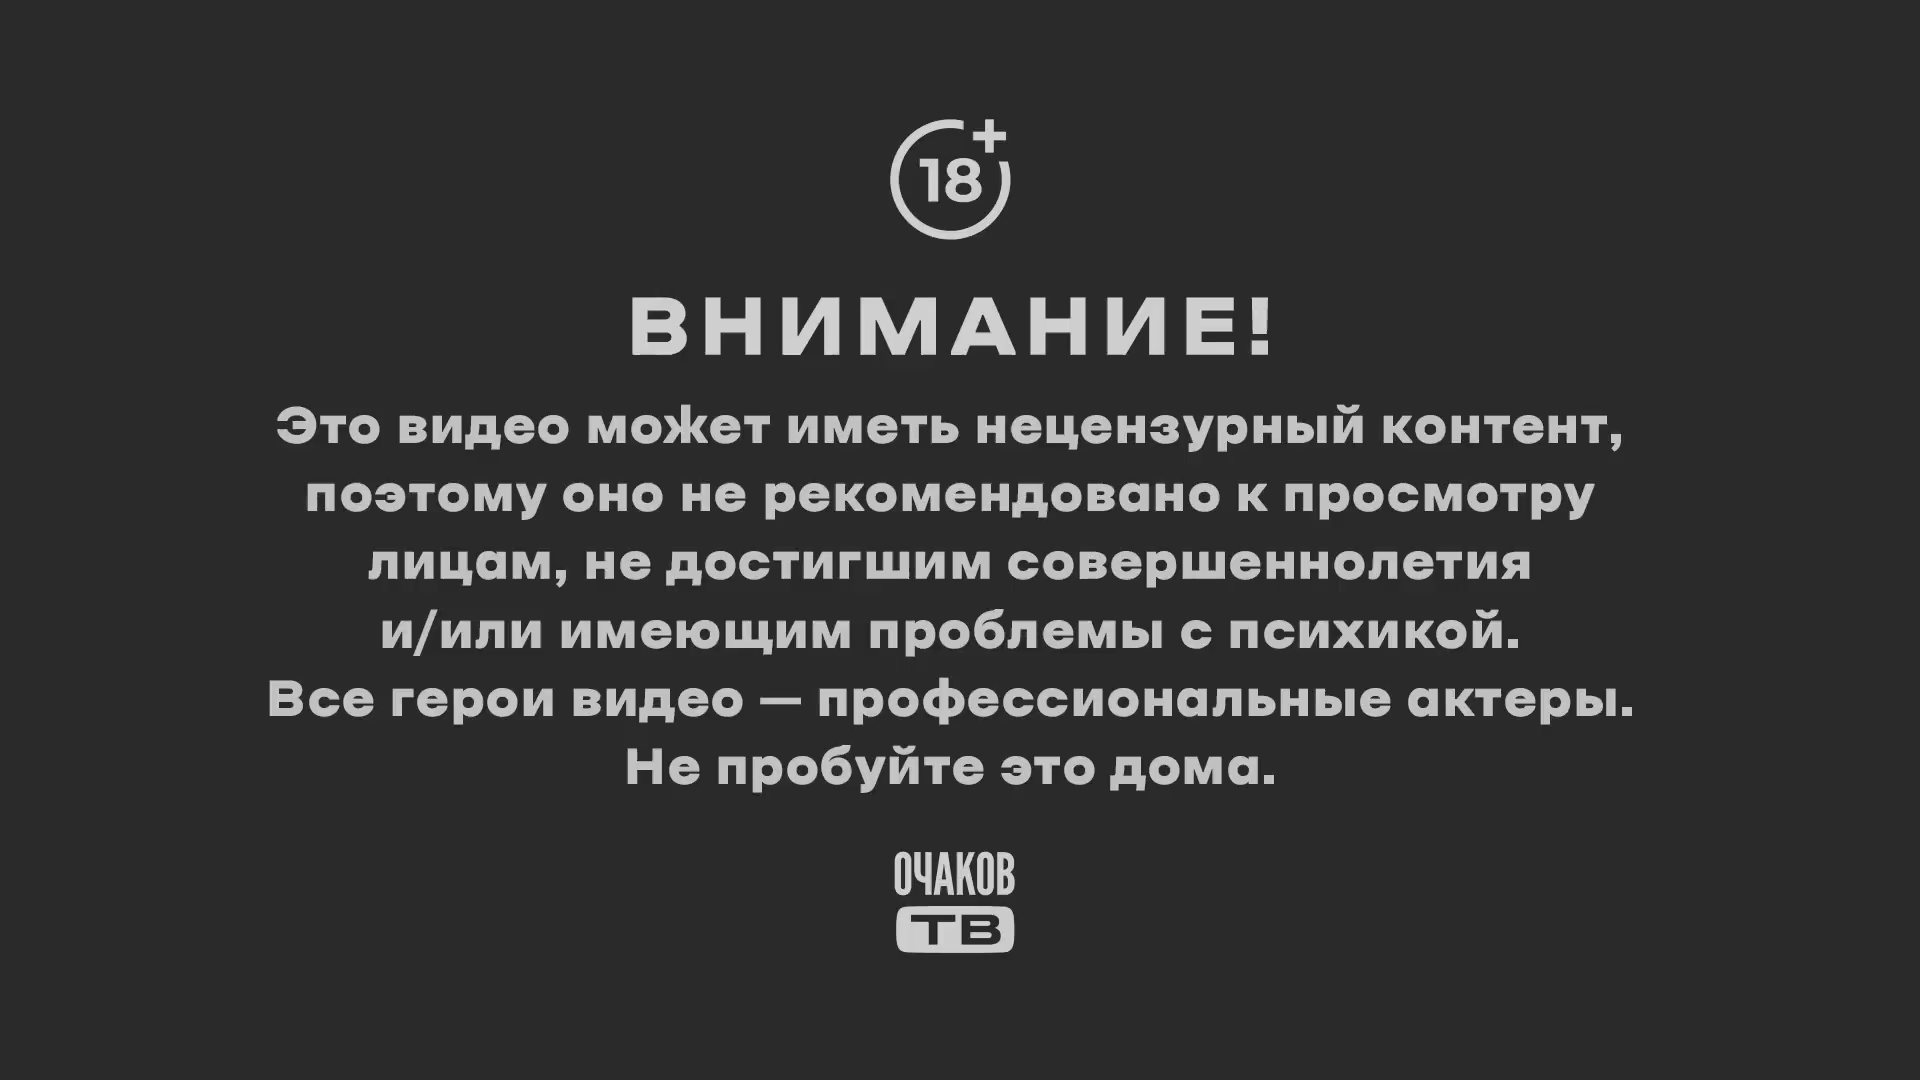 18+
ВНИМАНИЕ!
Это видео может иметь нецензурный контент,
поэтому оно не рекомендовано к просмотру
лицам, не достигшим совершеннолетия
и/или имеющим проблемы с психикой.
Все герои видео — профессиональные актеры.
Не пробуйте это дома.
ОЧАКОВ
ТВ